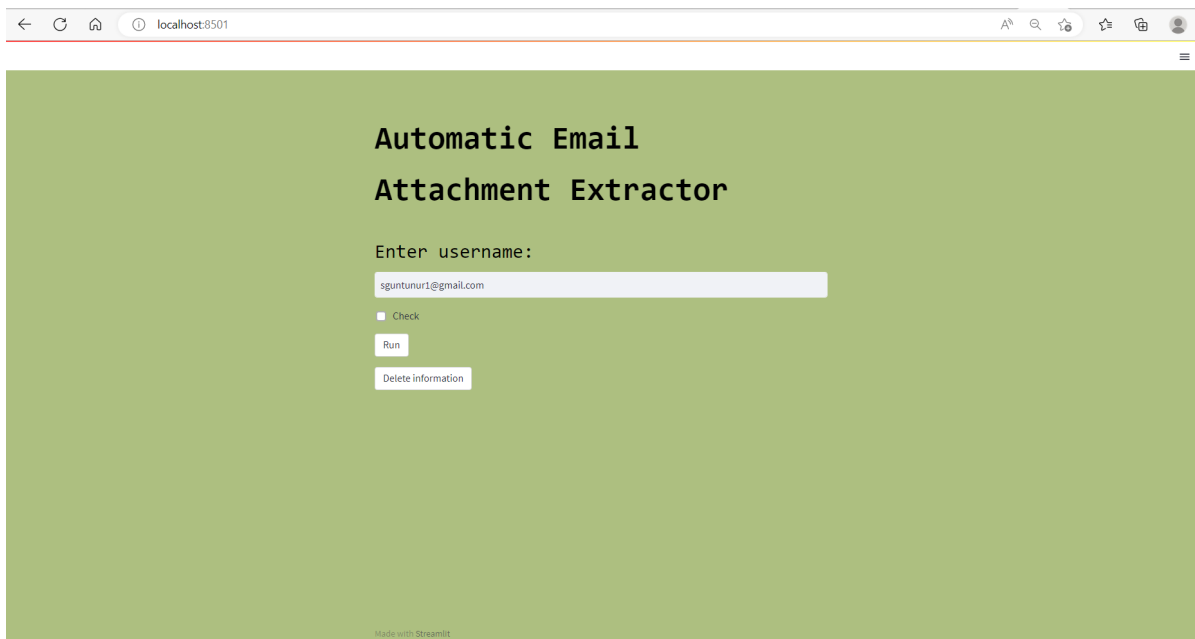 localhost:8501
Automatic Email
Attachment Extractor
Enter username:
sguntunur1@gmail.com
Check
Run
Delete information
Made with Streamlit